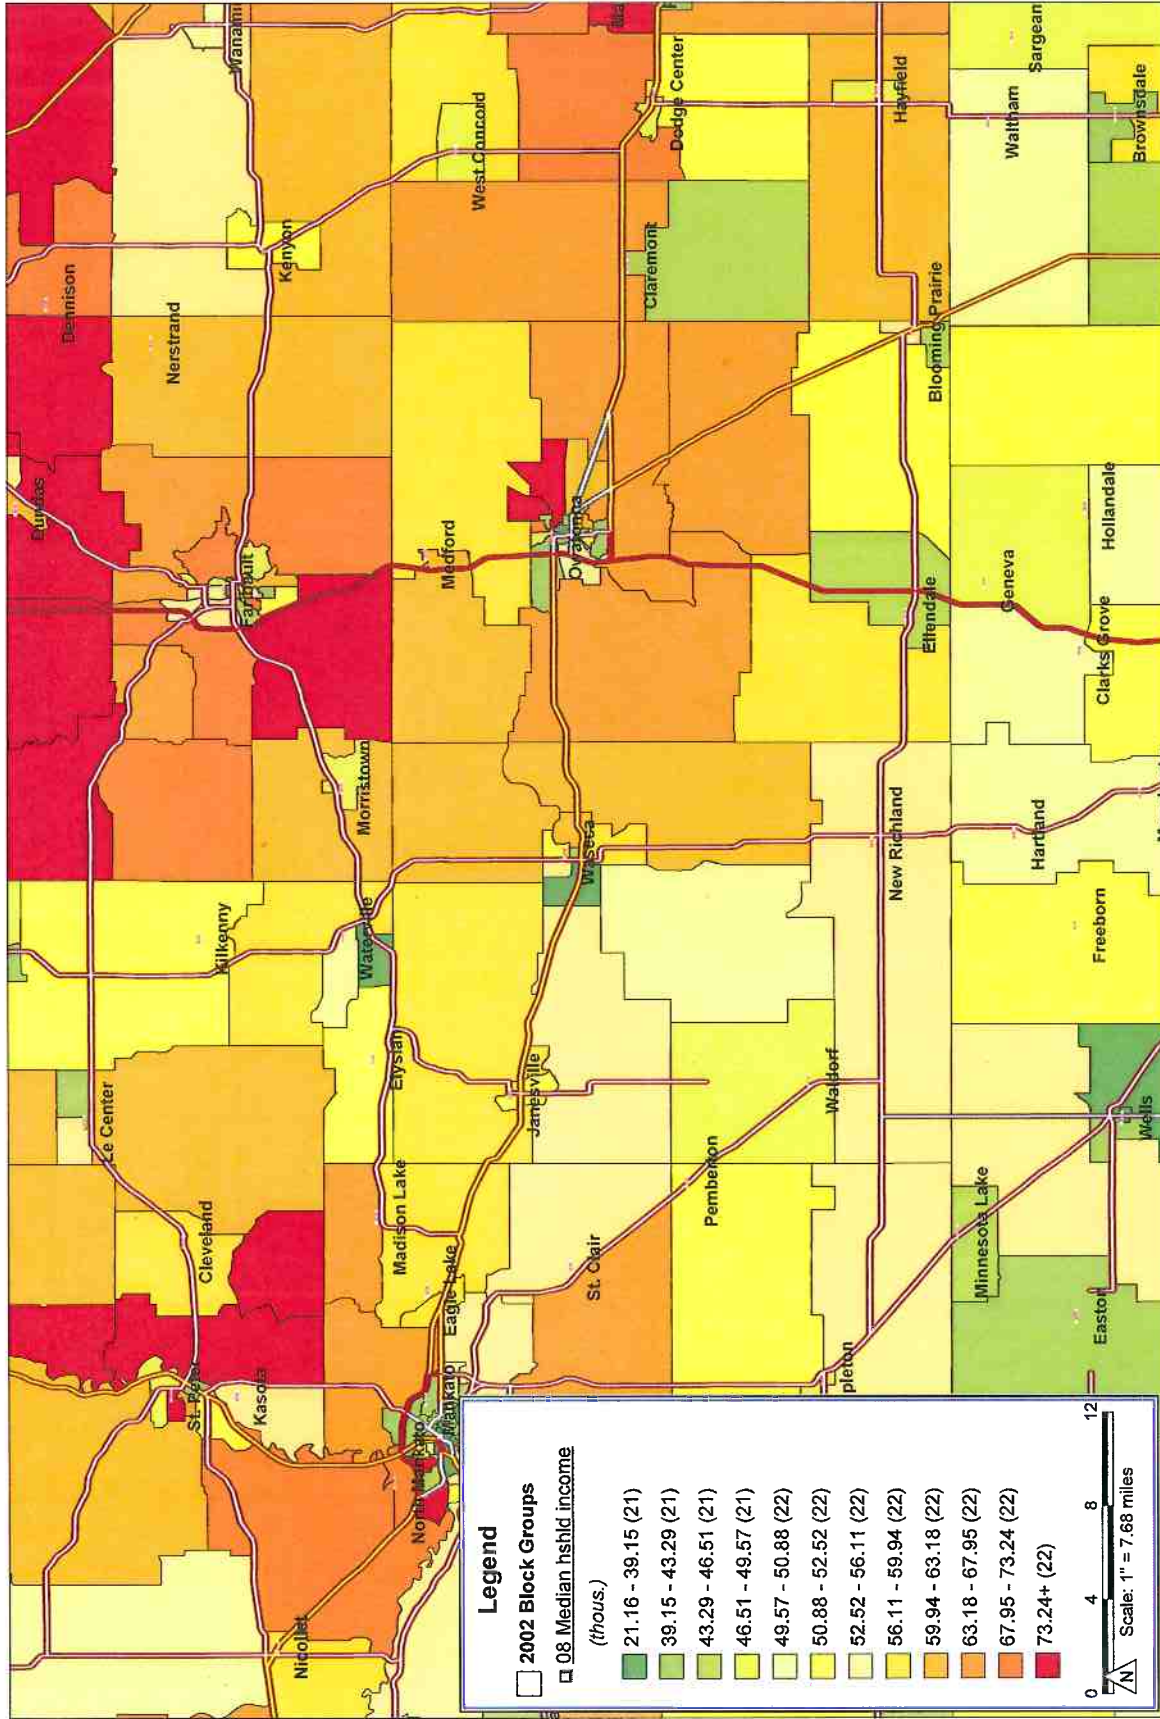 Dundas
Dennison
Wanami
Nerstrand
Kenyon
Faribault
Kilkenny
Morristown
Waterville
Le Center
Cleveland
St. Peter
Kasota
Nicollet
Elysian
Madison Lake
Eagle Lake
North Mankato
Mankato
Janesville
Waseca
Medford
Owatonna
West Concord
Dodge Center
Claremont
St. Clair
Pemberton
Waldorf
New Richland
Ellendale
Blooming Prairie
Hayfield
pleton
Minnesota Lake
Easton
Wells
Freeborn
Hartland
Geneva
Clarks Grove
Hollandale
Waltham
Sargean
Brownsdale
Legend
2002 Block Groups
08 Median hshld income
(thous.)
21.16 - 39.15 (21)
39.15 - 43.29 (21)
43.29 - 46.51 (21)
46.51 - 49.57 (21)
49.57 - 50.88 (22)
50.88 - 52.52 (22)
52.52 - 56.11 (22)
56.11 - 59.94 (22)
59.94 - 63.18 (22)
63.18 - 67.95 (22)
67.95 - 73.24 (22)
73.24+ (22)
0 4 8 12
N
Scale: 1" = 7.68 miles